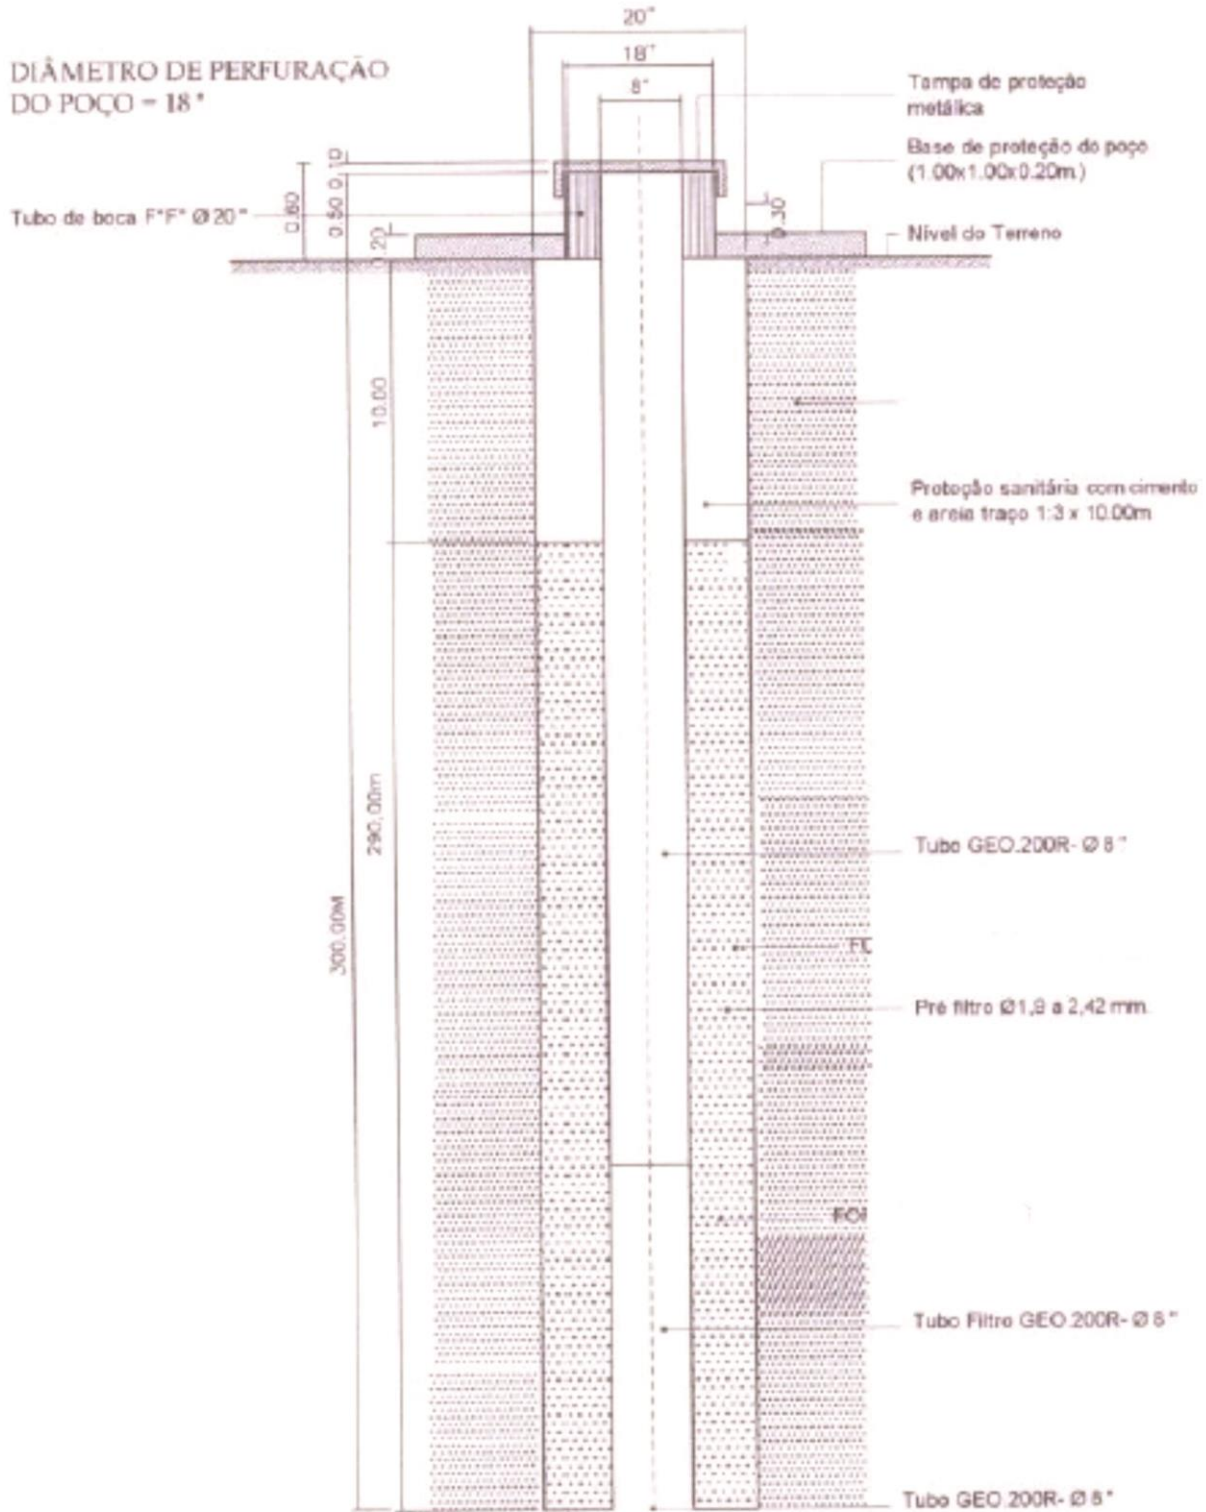 20"
18"
8"
DIÂMETRO DE PERFURAÇÃO
DO POÇO = 18"
Tampa de proteção
metálica
Base de proteção do poço
(1.00x1.00x0.20m.)
Nível do Terreno
Tubo de boca F°F° Ø 20"
0.60
0.50
0.10
0.20
0.30
10.00
Proteção sanitária com cimento
e areia traço 1:3 x 10.00m
290,00m
300.00M
Tubo GEO.200R- Ø 8"
Pré filtro Ø1,8 a 2,42 mm.
FOR
Tubo Filtro GEO.200R- Ø 8"
Tubo GEO.200R- Ø 8"